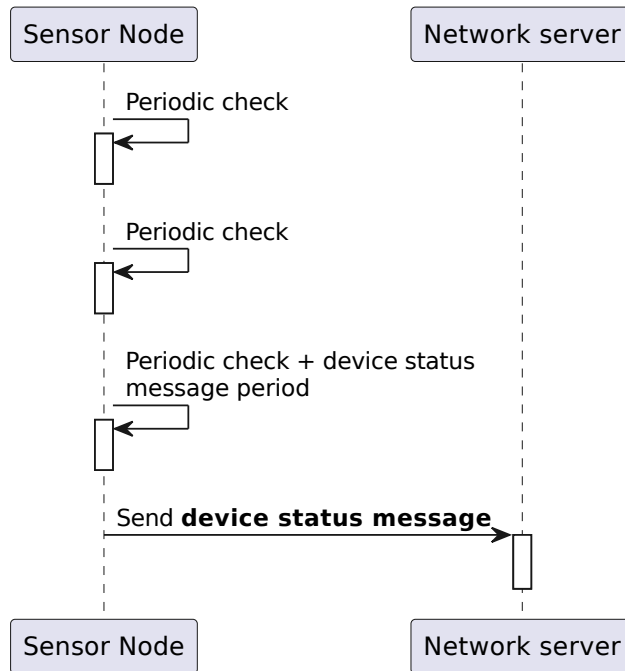 Sensor Node
Network server
Periodic check
Periodic check
Periodic check + device status
message period
Send device status message
Sensor Node
Network server